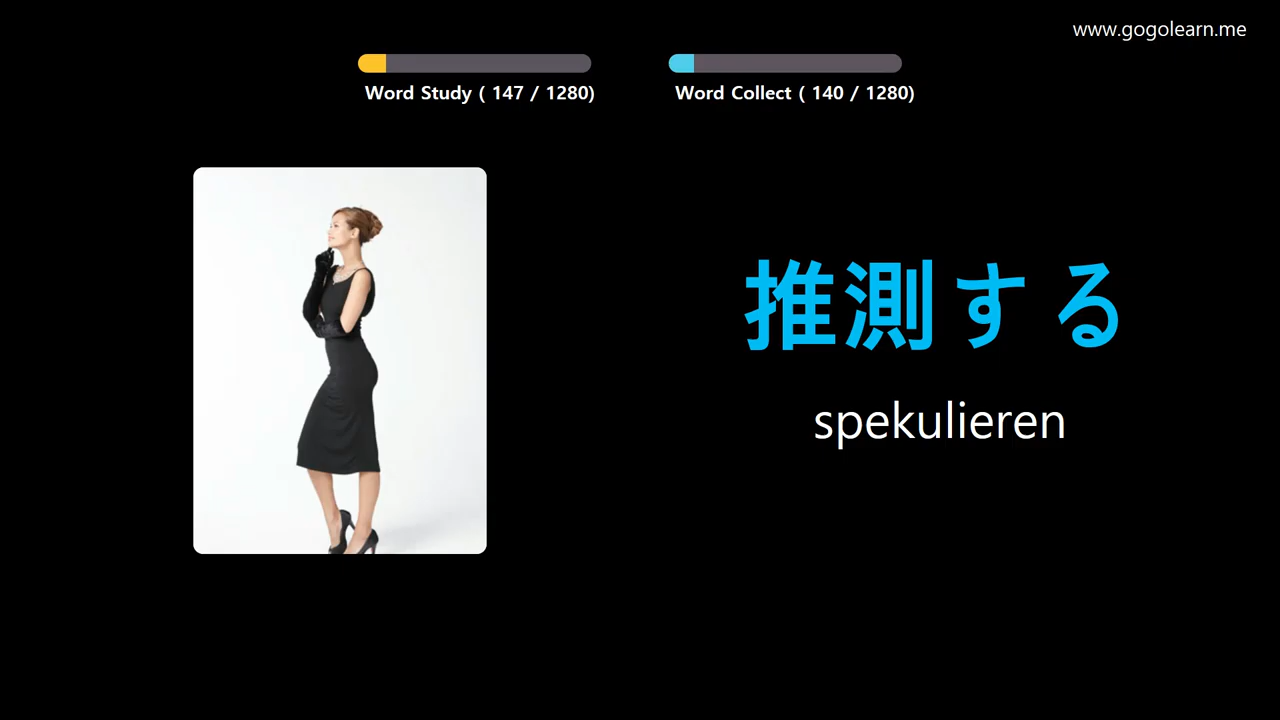 www.gogolearn.me
Word Study ( 147 / 1280)
Word Collect ( 140 / 1280)
推測する
spekulieren